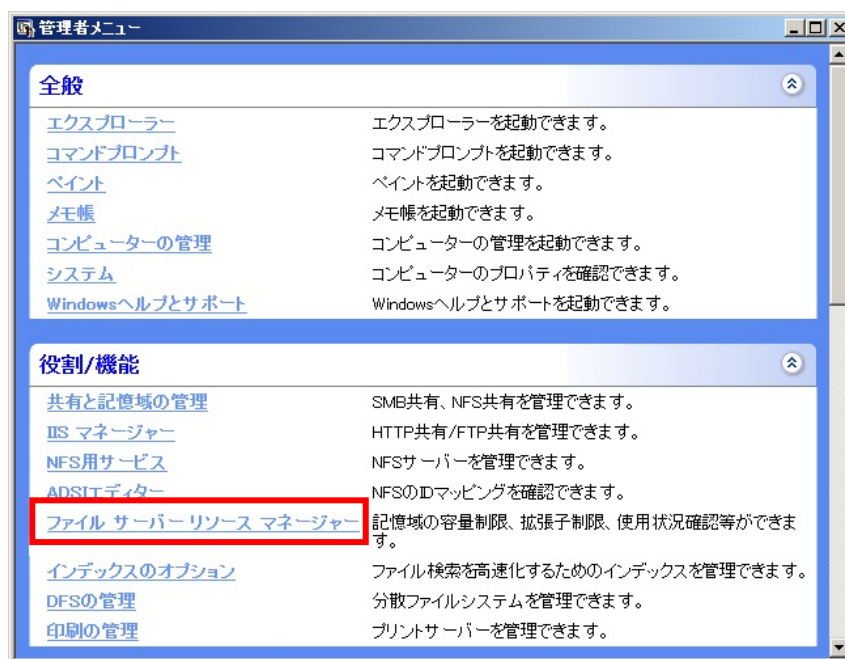 管理者メニュー
全般
エクスプローラー エクスプローラーを起動できます。
コマンドプロンプト コマンドプロンプトを起動できます。
ペイント ペイントを起動できます。
メモ帳 メモ帳を起動できます。
コンピューターの管理 コンピューターの管理を起動できます。
システム コンピューターのプロパティを確認できます。
Windowsヘルプとサポート Windowsヘルプとサポートを起動できます。
役割/機能
共有と記憶域の管理 SMB共有、NFS共有を管理できます。
IIS マネージャー HTTP共有/FTP共有を管理できます。
NFS用サービス NFSサーバーを管理できます。
ADSIエディター NFSのIDマッピングを確認できます。
ファイル サーバー リソース マネージャー 記憶域の容量制限、拡張子制限、使用状況確認等ができま
す。
インデックスのオプション ファイル検索を高速化するためのインデックスを管理できます。
DFSの管理 分散ファイルシステムを管理できます。
印刷の管理 プリントサーバーを管理できます。